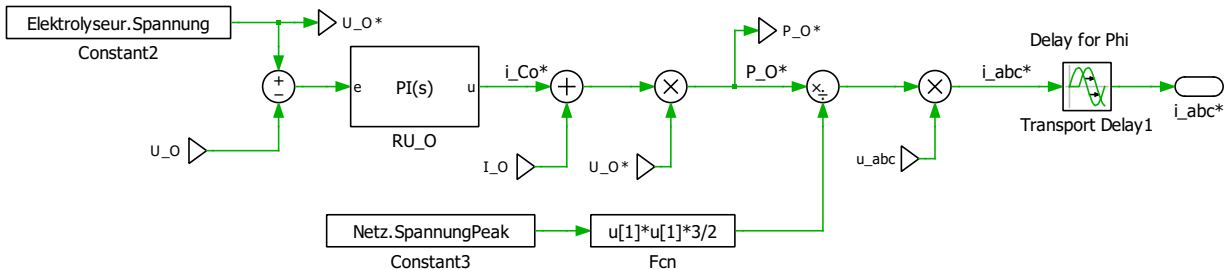 Elektrolyseur.Spannung
Constant2
U_O*
P_O*
Delay for Phi
+
−
e
PI(s)
u
RU_O
i_Co*
+
×
P_O*
×
÷
×
i_abc*
Transport Delay1
i_abc*
U_O
I_O
U_O*
u_abc
Netz.SpannungPeak
Constant3
u[1]*u[1]*3/2
Fcn